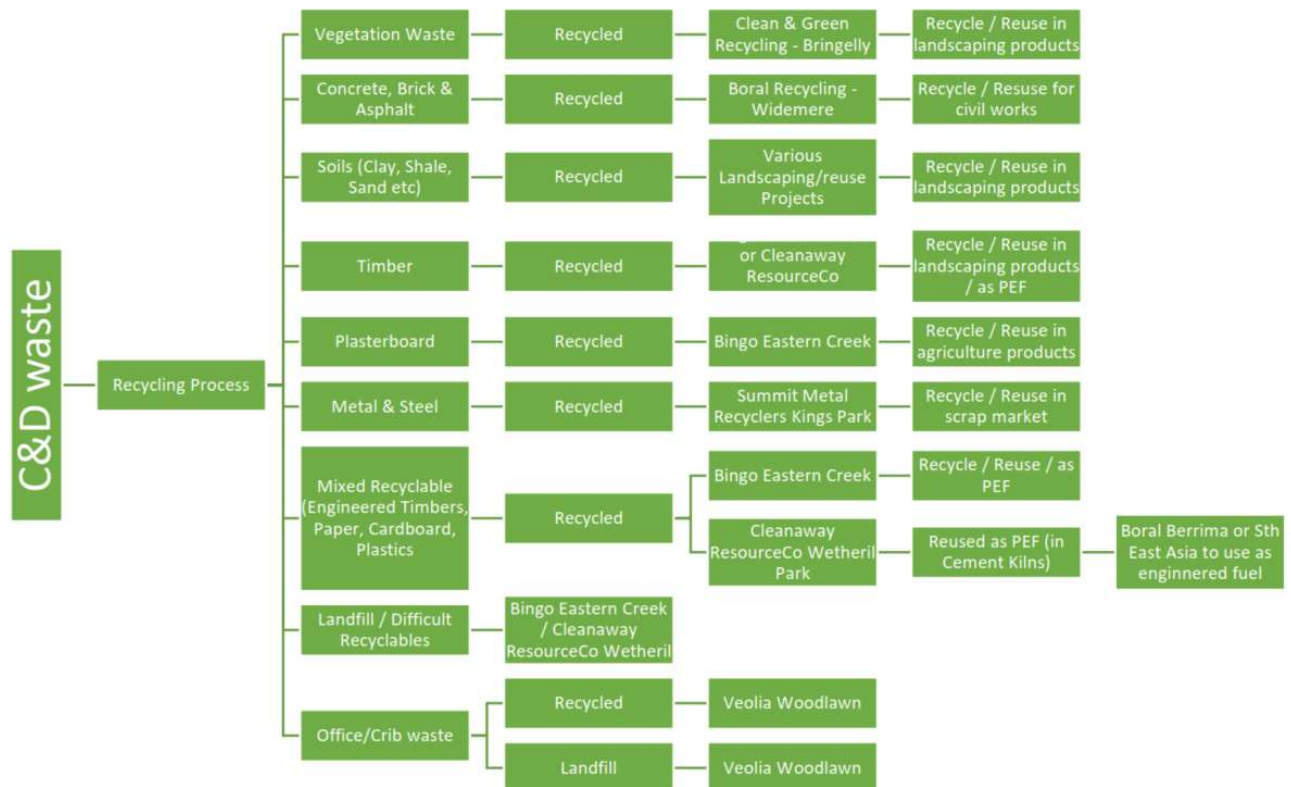 C&D waste
Recycling Process
Vegetation Waste
Recycled
Clean & Green
Recycling - Bringelly
Recycle / Reuse in
landscaping products
Concrete, Brick &
Asphalt
Recycled
Boral Recycling -
Widemere
Recycle / Resuse for
civil works
Soils (Clay, Shale,
Sand etc)
Recycled
Various
Landscaping/reuse
Projects
Recycle / Reuse in
landscaping products
Timber
Recycled
or Cleanaway
ResourceCo
Recycle / Reuse in
landscaping products
/ as PEF
Plasterboard
Recycled
Bingo Eastern Creek
Recycle / Reuse in
agriculture products
Metal & Steel
Recycled
Summit Metal
Recyclers Kings Park
Recycle / Reuse in
scrap market
Mixed Recyclable
(Engineered Timbers,
Paper, Cardboard,
Plastics
Recycled
Bingo Eastern Creek
Recycle / Reuse / as
PEF
Cleanaway
ResourceCo Wetheril
Park
Reused as PEF (in
Cement Kilns)
Boral Berrima or Sth
East Asia to use as
enginnered fuel
Landfill / Difficult
Recyclables
Bingo Eastern Creek
/ Cleanaway
ResourceCo Wetheril
Office/Crib waste
Recycled
Veolia Woodlawn
Landfill
Veolia Woodlawn